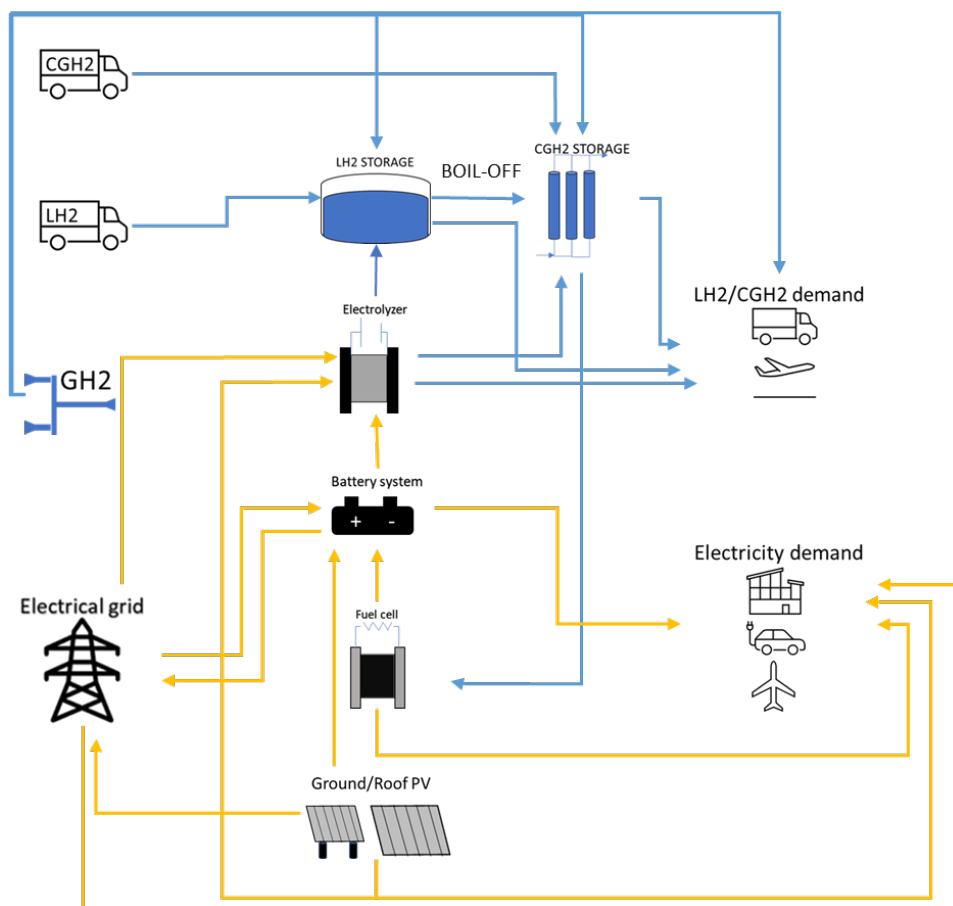 CGH2
LH2 STORAGE
BOIL-OFF
CGH2 STORAGE
LH2
LH2/CGH2 demand
Electrolyzer
GH2
Battery system
+ -
Electricity demand
Electrical grid
Fuel cell
Ground/Roof PV